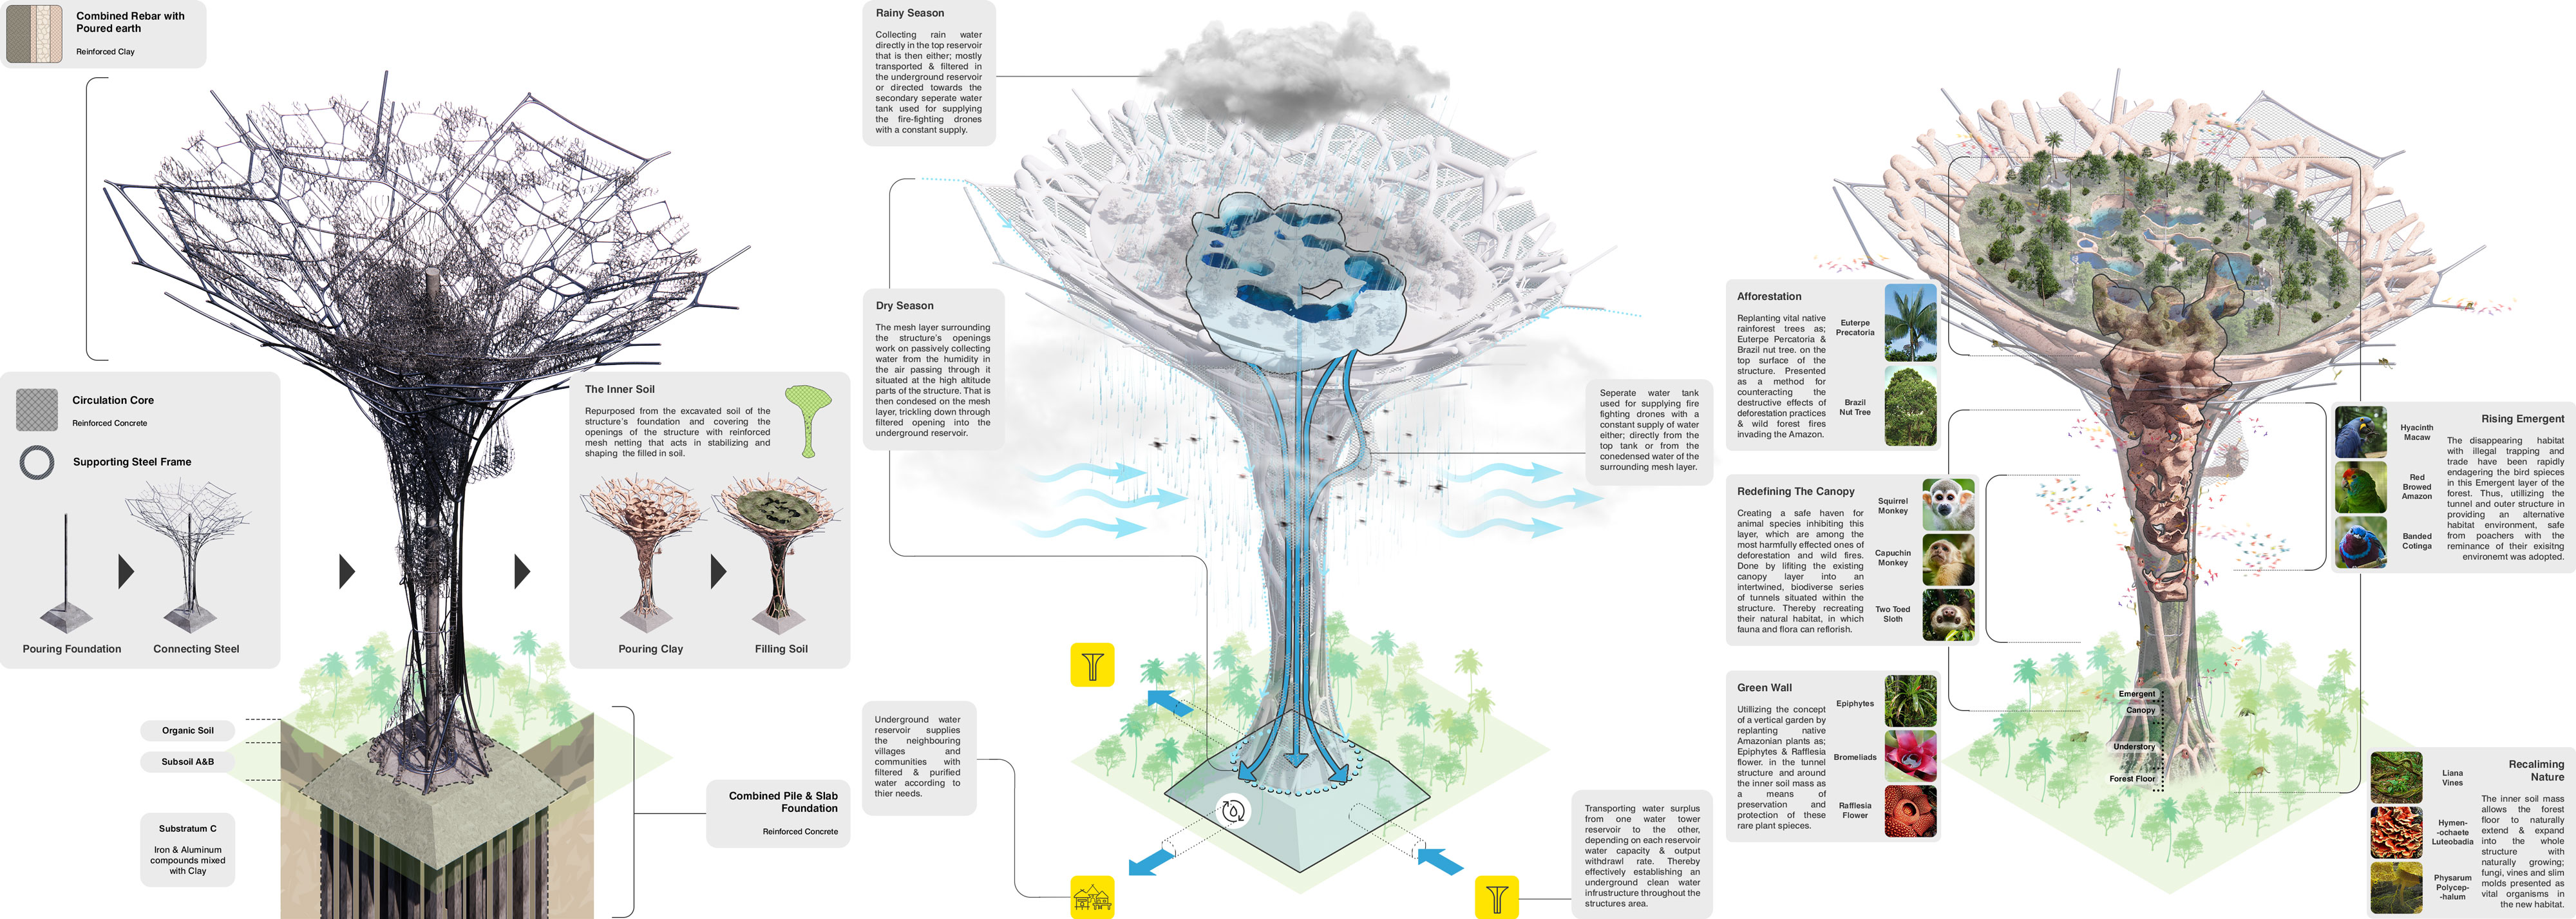 Combined Rebar with
Poured earth
Reinforced Clay
Circulation Core
Reinforced Concrete
Supporting Steel Frame
Pouring Foundation
Connecting Steel
The Inner Soil
Repurposed from the excavated soil of the
structure's foundation and covering the
openings of the structure with reinforced
mesh netting that acts in stabilizing and
shaping the filled in soil.
Pouring Clay
Filling Soil
Organic Soil
Subsoil A&B
Substratum C
Iron & Aluminum
compounds mixed
with Clay
Combined Pile & Slab
Foundation
Reinforced Concrete
Rainy Season
Collecting rain water
directly in the top reservoir
that is then either; mostly
transported & filtered in
the underground reservoir
or directed towards the
secondary seperate water
tank used for supplying
the fire-fighting drones
with a constant supply.
Dry Season
The mesh layer surrounding
the structure's openings
work on passively collecting
water from the humidity in
the air passing through it
situated at the high altitude
parts of the structure. That is
then condesed on the mesh
layer, trickling down through
filtered opening into the
underground reservoir.
Seperate water tank
used for supplying fire
fighting drones with a
constant supply of water
either; directly from the
top tank or from the
conedensed water of the
surrounding mesh layer.
Underground water
reservoir supplies
the neighbouring
villages and
communities with
filtered & purified
water according to
thier needs.
Transporting water surplus
from one water tower
reservoir to the other,
depending on each reservoir
water capacity & output
withdrawl rate. Thereby
effectively establishing an
underground clean water
infrustructure throughout the
structures area.
Afforestation
Replanting vital native
rainforest trees as;
Euterpe Percatoria &
Brazil nut tree. on the
top surface of the
structure. Presented
as a method for
counteracting the
destructive effects of
deforestation practices
& wild forest fires
invading the Amazon.
Euterpe
Precatoria
Brazil
Nut Tree
Redefining The Canopy
Creating a safe haven for
animal species inhibiting this
layer, which are among the
most harmfully effected ones of
deforestation and wild fires.
Done by lifiting the existing
canopy layer into an
intertwined, biodiverse series
of tunnels situated within the
structure. Thereby recreating
their natural habitat, in which
fauna and flora can reflorish.
Squirrel
Monkey
Capuchin
Monkey
Two Toed
Sloth
Green Wall
Utillizing the concept
of a vertical garden by
replanting native
Amazonian plants as;
Epiphytes & Rafflesia
flower. in the tunnel
structure and around
the inner soil mass as
a means of
preservation and
protection of these
rare plant spieces.
Epiphytes
Bromeliads
Rafflesia
Flower
Emergent
Canopy
Understory
Forest Floor
Rising Emergent
The disappearing habitat
with illegal trapping and
trade have been rapidly
endagering the bird spieces
in this Emergent layer of the
forest. Thus, utilizing the
tunnel and outer structure in
providing an alternative
habitat environment, safe
from poachers with the
reminance of their exisitng
environemt was adopted.
Hyacinth
Macaw
Red
Browed
Amazon
Banded
Cotinga
Recaliming
Nature
The inner soil mass
allows the forest
floor to naturally
extend & expand
into the whole
structure with
naturally growing;
fungi, vines and slim
molds presented as
vital organisms in
the new habitat.
Liana
Vines
Hymen-
-ochaete
Luteobadia
Physarum
Polycep-
-halum